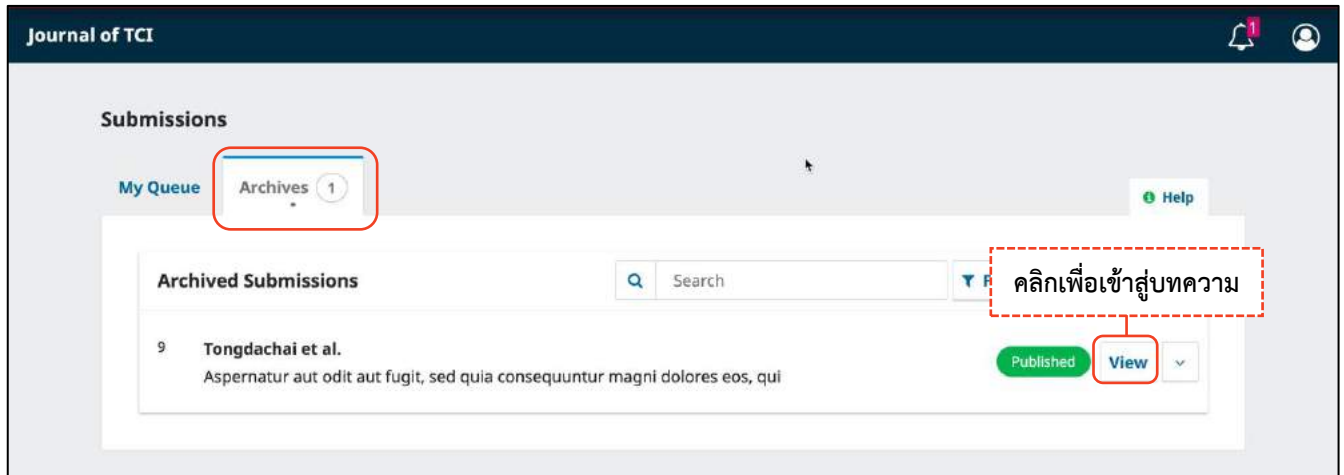 Journal of TCI
1
Submissions
My Queue
Archives 1
Help
Archived Submissions
Search
คลิกเพื่อเข้าสู่บทความ
9
Tongdachai et al.
Published
View
Aspernatur aut odit aut fugit, sed quia consequuntur magni dolores eos, qui